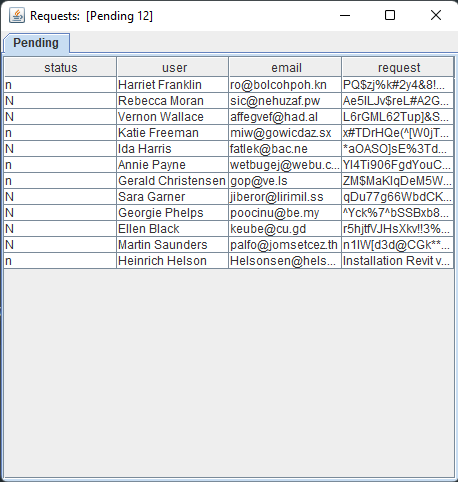 Requests: [Pending 12]
Pending
status user email request
n Harriet Franklin ro@bolcohpoh.kn PQ$zj%k#2y4&8!...
N Rebecca Moran sic@nehuzaf.pw Ae5ILJv$reL#A2G...
N Vernon Wallace affegvef@had.al L6rGML62Tup]&S...
n Katie Freeman miw@gowicdaz.sx x#TDrHQe(^[W0jT...
N Ida Harris fatlek@bac.ne *aOASO]sE%3Td...
n Annie Payne wetbugej@webu.c... YI4Ti906FgdYouC...
n Gerald Christensen gop@ve.ls ZM$MaKlqDeM5W...
N Sara Garner jiberor@lirimil.ss qDu77g66WbdCK...
N Georgie Phelps poocinu@be.my ^Yck%7^bSSBxb8...
N Ellen Black keube@cu.gd r5hjtfVJHsXkv!!3%...
N Martin Saunders palfo@jomsetcez.th n1IW[d3d@CGk**...
n Heinrich Helson Helsonsen@hels... Installation Revit v...